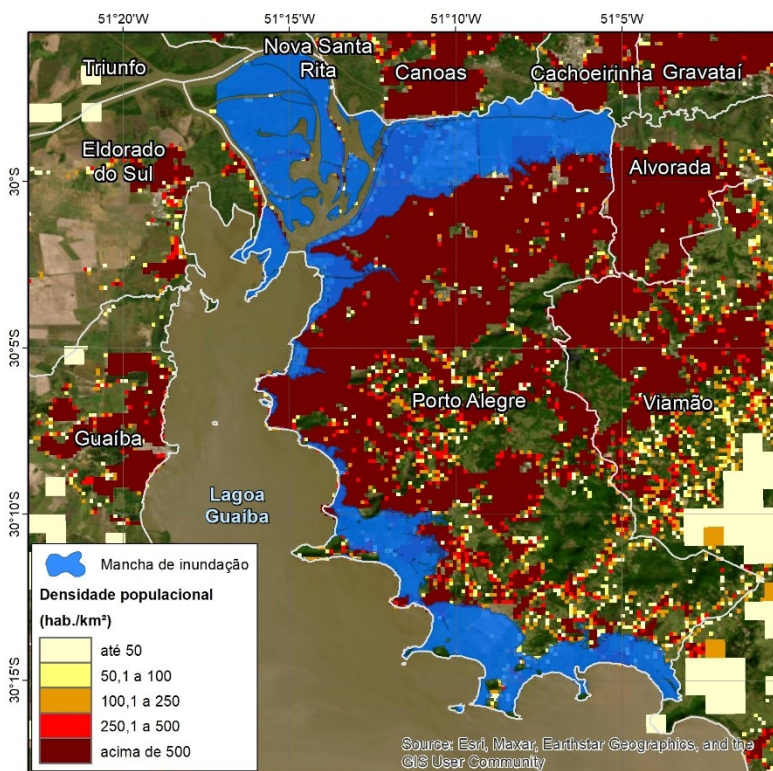 51°20'W
51°15'W
51°10'W
51°5'W
Nova Santa
Rita
Triunfo
Canoas
Cachoeirinha
Gravataí
Eldorado
do Sul
30°S
Alvorada
30°5'S
Porto Alegre
Viamão
Guaíba
Lagoa
Guaíba
30°10'S
30°15'S
Mancha de inundação
Densidade populacional
(hab./km²)
até 50
50,1 a 100
100,1 a 250
250,1 a 500
acima de 500
Source: Esri, Maxar, Earthstar Geographics, and the
GIS User Community